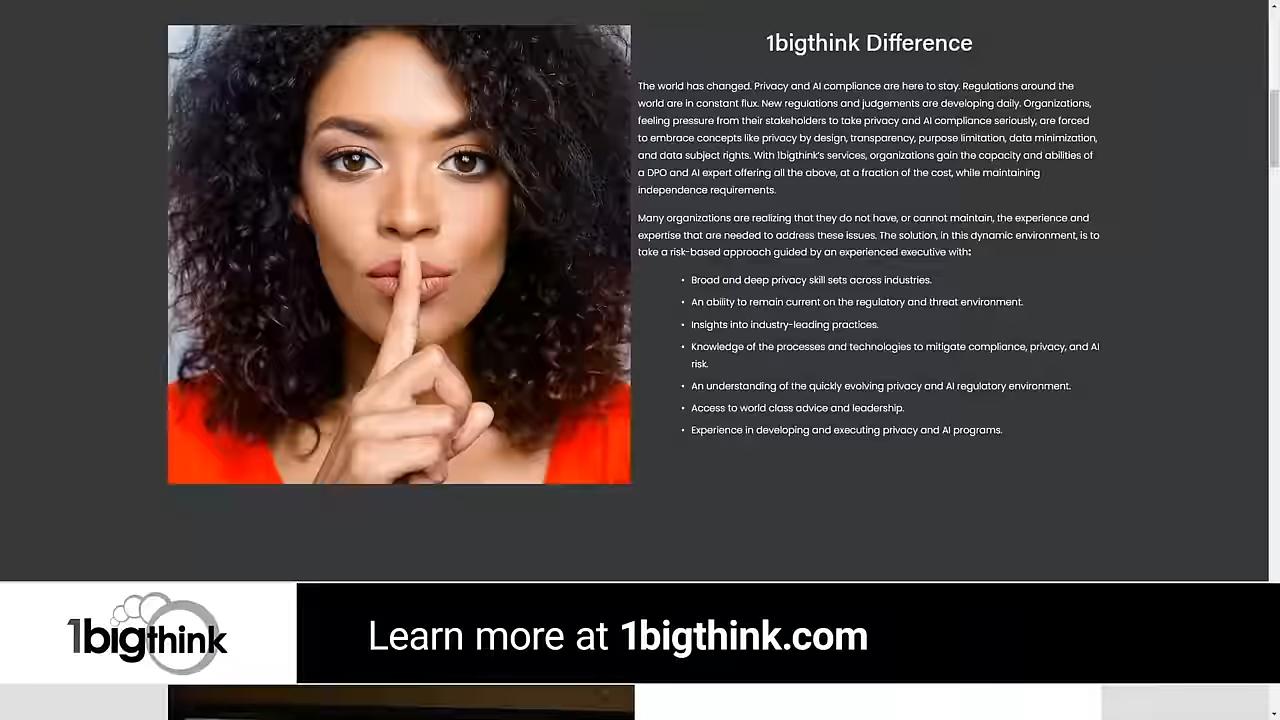 1bigthink Difference
The world has changed. Privacy and AI compliance are here to stay. Regulations around the
world are in constant flux. New regulations and judgements are developing daily. Organizations,
feeling pressure from their stakeholders to take privacy and AI compliance seriously, are forced
to embrace concepts like privacy by design, transparency, purpose limitation, data minimization,
and data subject rights. With 1bigthink's services, organizations gain the capacity and abilities of
a DPO and AI expert offering all the above, at a fraction of the cost, while maintaining
independence requirements.
Many organizations are realizing that they do not have, or cannot maintain, the experience and
expertise that are needed to address these issues. The solution, in this dynamic environment, is to
take a risk-based approach guided by an experienced executive with:
• Broad and deep privacy skill sets across industries.
• An ability to remain current on the regulatory and threat environment.
• Insights into industry-leading practices.
• Knowledge of the processes and technologies to mitigate compliance, privacy, and AI
risk.
• An understanding of the quickly evolving privacy and AI regulatory environment.
• Access to world class advice and leadership.
• Experience in developing and executing privacy and AI programs.
1bigthink
Learn more at 1bigthink.com